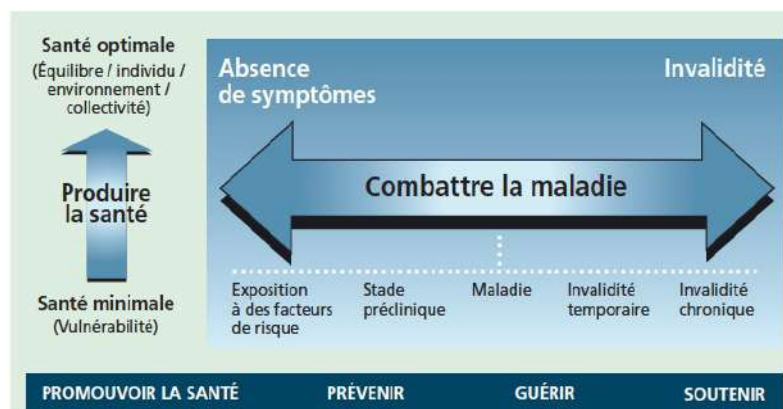 Santé optimale
(Équilibre / individu /
environnement /
collectivité)
Produire
la santé
Santé minimale
(Vulnérabilité)
Absence
de symptômes
Invalidité
Combattre la maladie
Exposition
à des facteurs
de risque
Stade
préclinique
Maladie
Invalidité
temporaire
Invalidité
chronique
PROMOUVOIR LA SANTÉ
PRÉVENIR
GUÉRIR
SOUTENIR